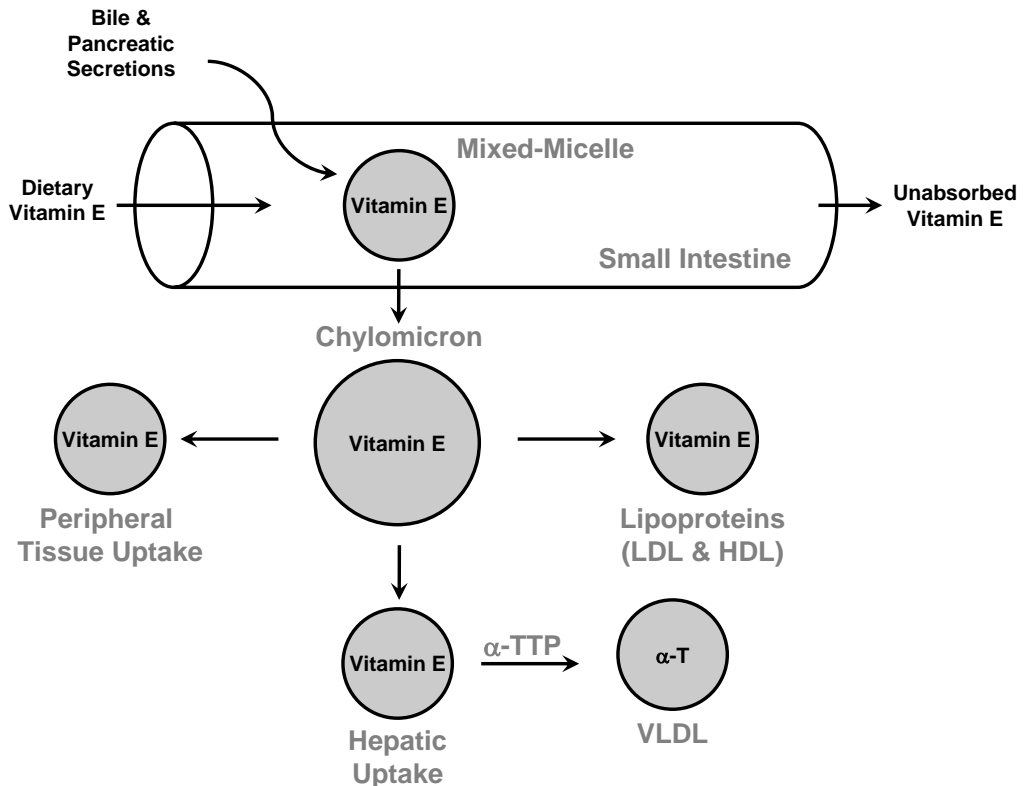 Bile &
Pancreatic
Secretions
Mixed-Micelle
Dietary
Vitamin E
Vitamin E
Unabsorbed
Vitamin E
Small Intestine
Chylomicron
Vitamin E
Vitamin E
Vitamin E
Peripheral
Tissue Uptake
Lipoproteins
(LDL & HDL)
Vitamin E
α-TTP
α-T
Hepatic
Uptake
VLDL